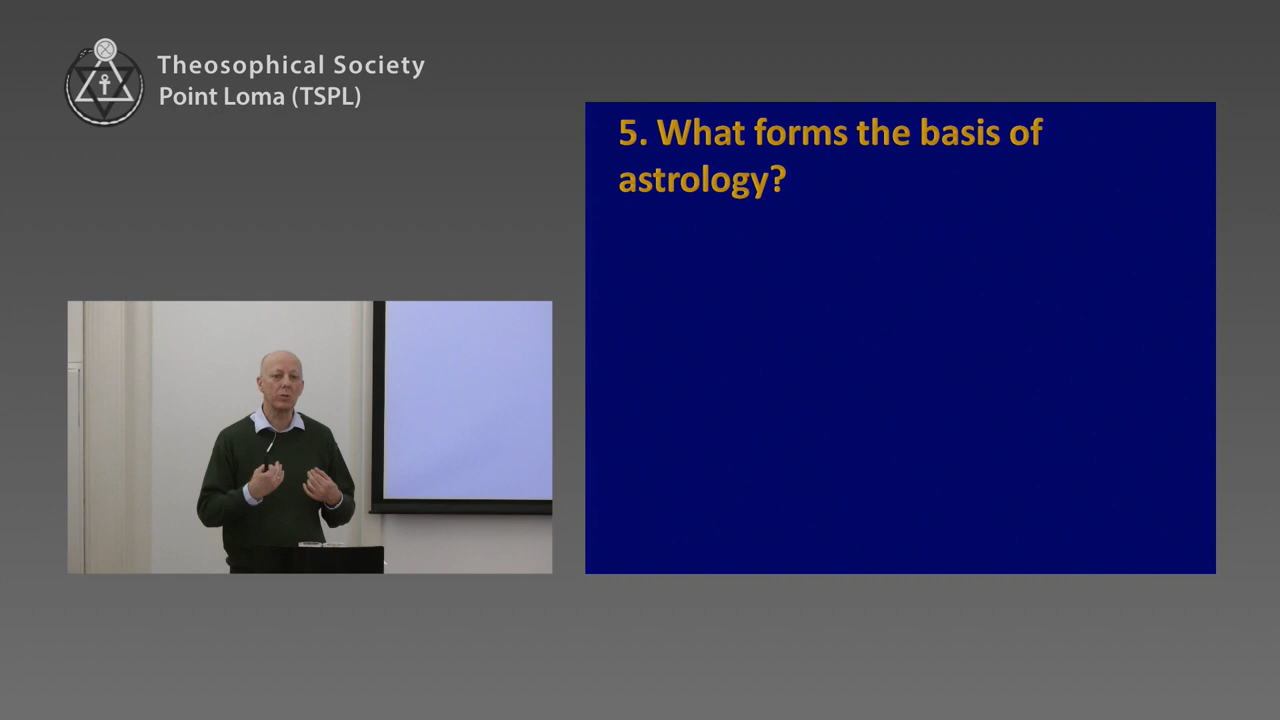 Theosophical Society
Point Loma (TSPL)
5. What forms the basis of
astrology?